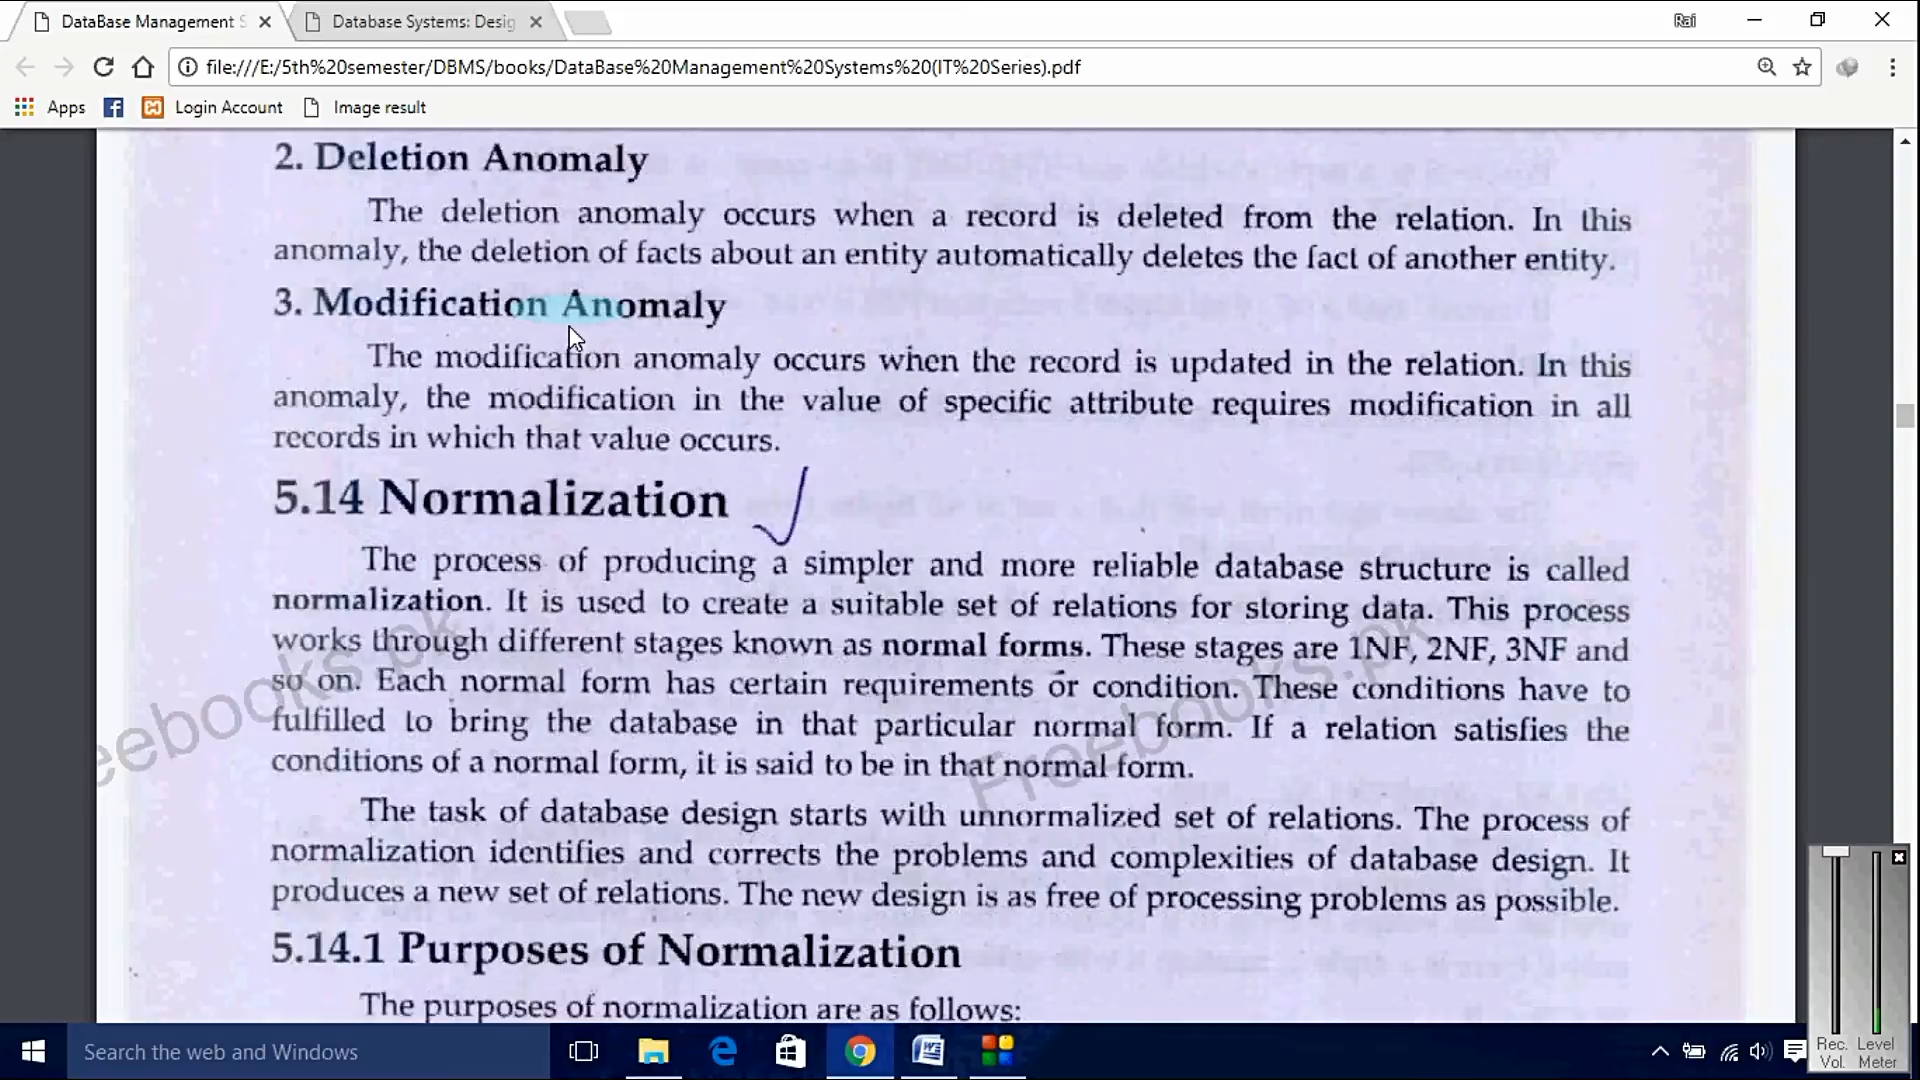 DataBase Management S
Database Systems: Desig
Rai
file:///E:/5th%20semester/DBMS/books/DataBase%20Management%20Systems%20(IT%20Series).pdf
Apps
Login Account
Image result
2. Deletion Anomaly
The deletion anomaly occurs when a record is deleted from the relation. In this
anomaly, the deletion of facts about an entity automatically deletes the fact of another entity.
3. Modification Anomaly
The modification anomaly occurs when the record is updated in the relation. In this
anomaly, the modification in the value of specific attribute requires modification in all
records in which that value occurs.
5.14 Normalization
The process of producing a simpler and more reliable database structure is called
normalization. It is used to create a suitable set of relations for storing data. This process
works through different stages known as normal forms. These stages are 1NF, 2NF, 3NF and
so on. Each normal form has certain requirements or condition. These conditions have to
fulfilled to bring the database in that particular normal form. If a relation satisfies the
conditions of a normal form, it is said to be in that normal form.
The task of database design starts with unnormalized set of relations. The process of
normalization identifies and corrects the problems and complexities of database design. It
produces a new set of relations. The new design is as free of processing problems as possible.
5.14.1 Purposes of Normalization
The purposes of normalization are as follows:
eebooks.pk
Freebooks.pk
Search the web and Windows
Rec. Level
Vol. Meter